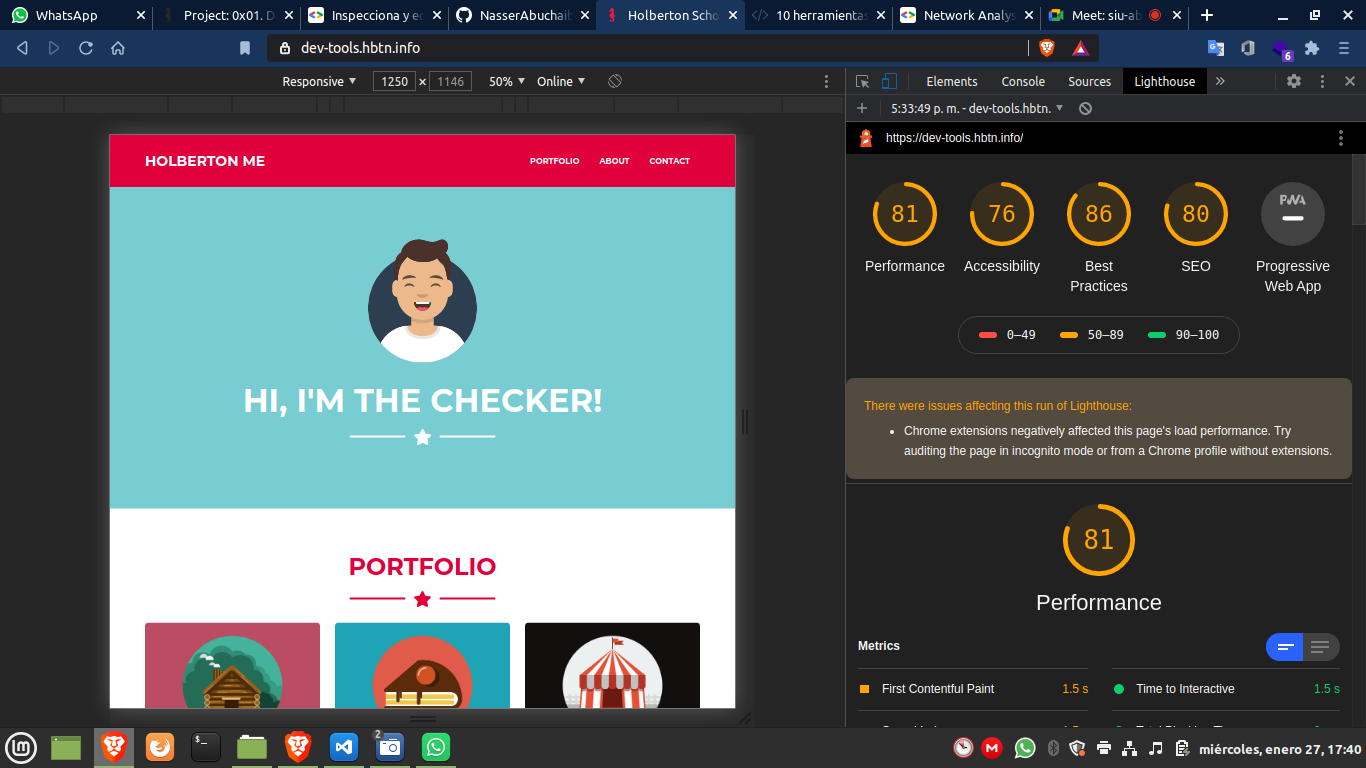 WhatsApp
Project: 0x01. D
Inspecciona y ed
NasserAbuchaib
Holberton Scho
10 herramientas
Network Analys
Meet: siu-ab
dev-tools.hbtn.info
6
Responsive 1250 × 1146 50% Online
Elements Console Sources Lighthouse »
5:33:49 p. m. - dev-tools.hbtn.
https://dev-tools.hbtn.info/
HOLBERTON ME
PORTFOLIO ABOUT CONTACT
HI, I'M THE CHECKER!
PORTFOLIO
81 76 86 80 PWA
Performance Accessibility Best Practices SEO Progressive Web App
0–49 50–89 90–100
There were issues affecting this run of Lighthouse:
Chrome extensions negatively affected this page's load performance. Try
auditing the page in incognito mode or from a Chrome profile without extensions.
81
Performance
Metrics
First Contentful Paint 1.5 s
Time to Interactive 1.5 s
2
miércoles, enero 27, 17:40